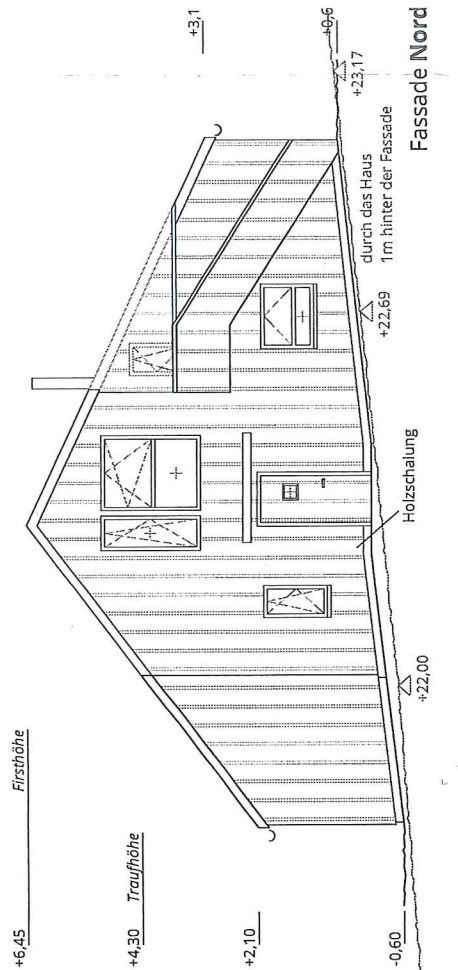 +6,45 Firsthöhe
+4,30 Traufhöhe
+2,10
-0,60
+22,00
Holzschalung
+22,69
durch das Haus
1m hinter der Fassade
+3,1
+0,6
+23,17
Fassade Nord